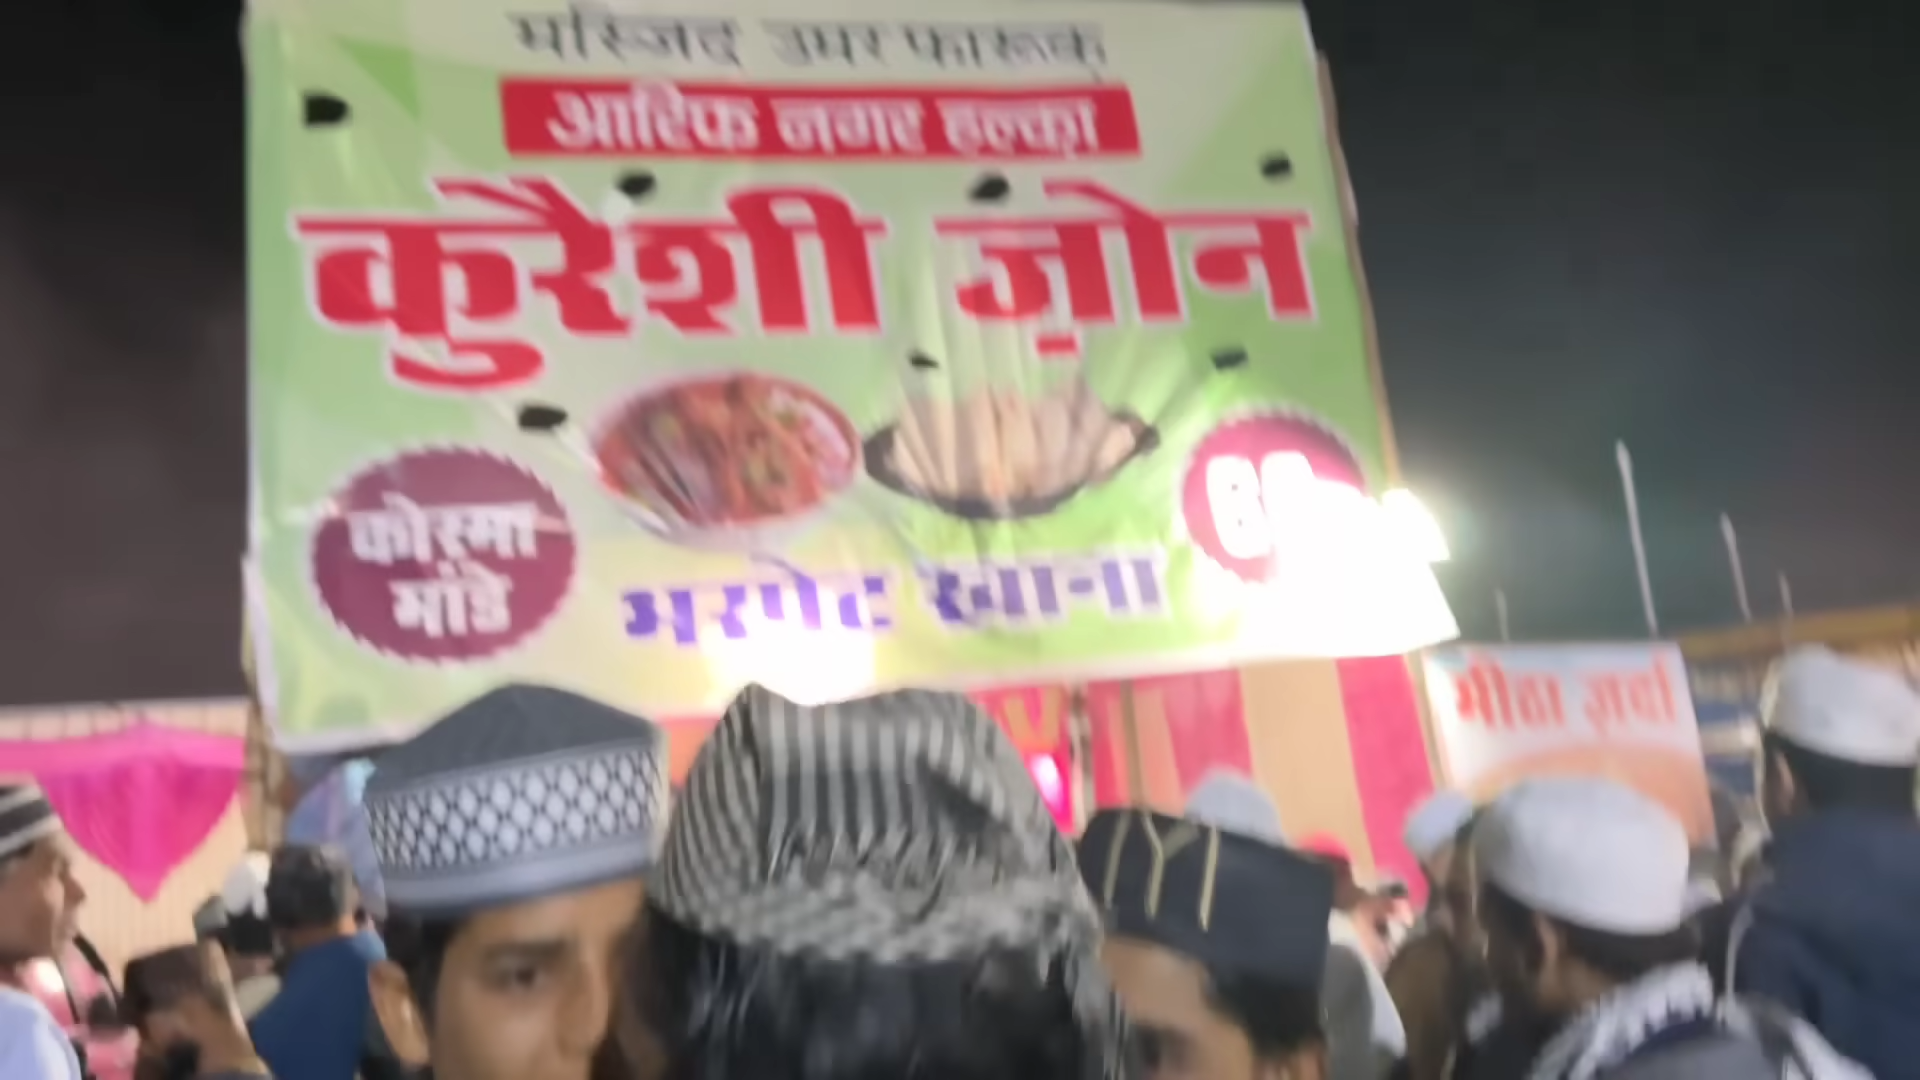 मस्जिद उमर फारूक़
आरिफ नगर हल्क़ा
कुरैशी ज़ोन
कोरमा
मांडे
भरपेट खाना
मीठा ज़र्दा